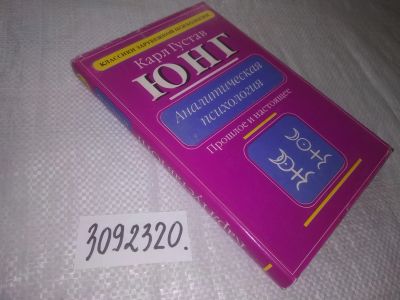 КЛАССИКИ ЗАРУБЕЖНОЙ ПСИХОЛОГИИ
Карл Густав
ЮНГ
Аналитическая
психология
Прошлое и настоящее
3092320.